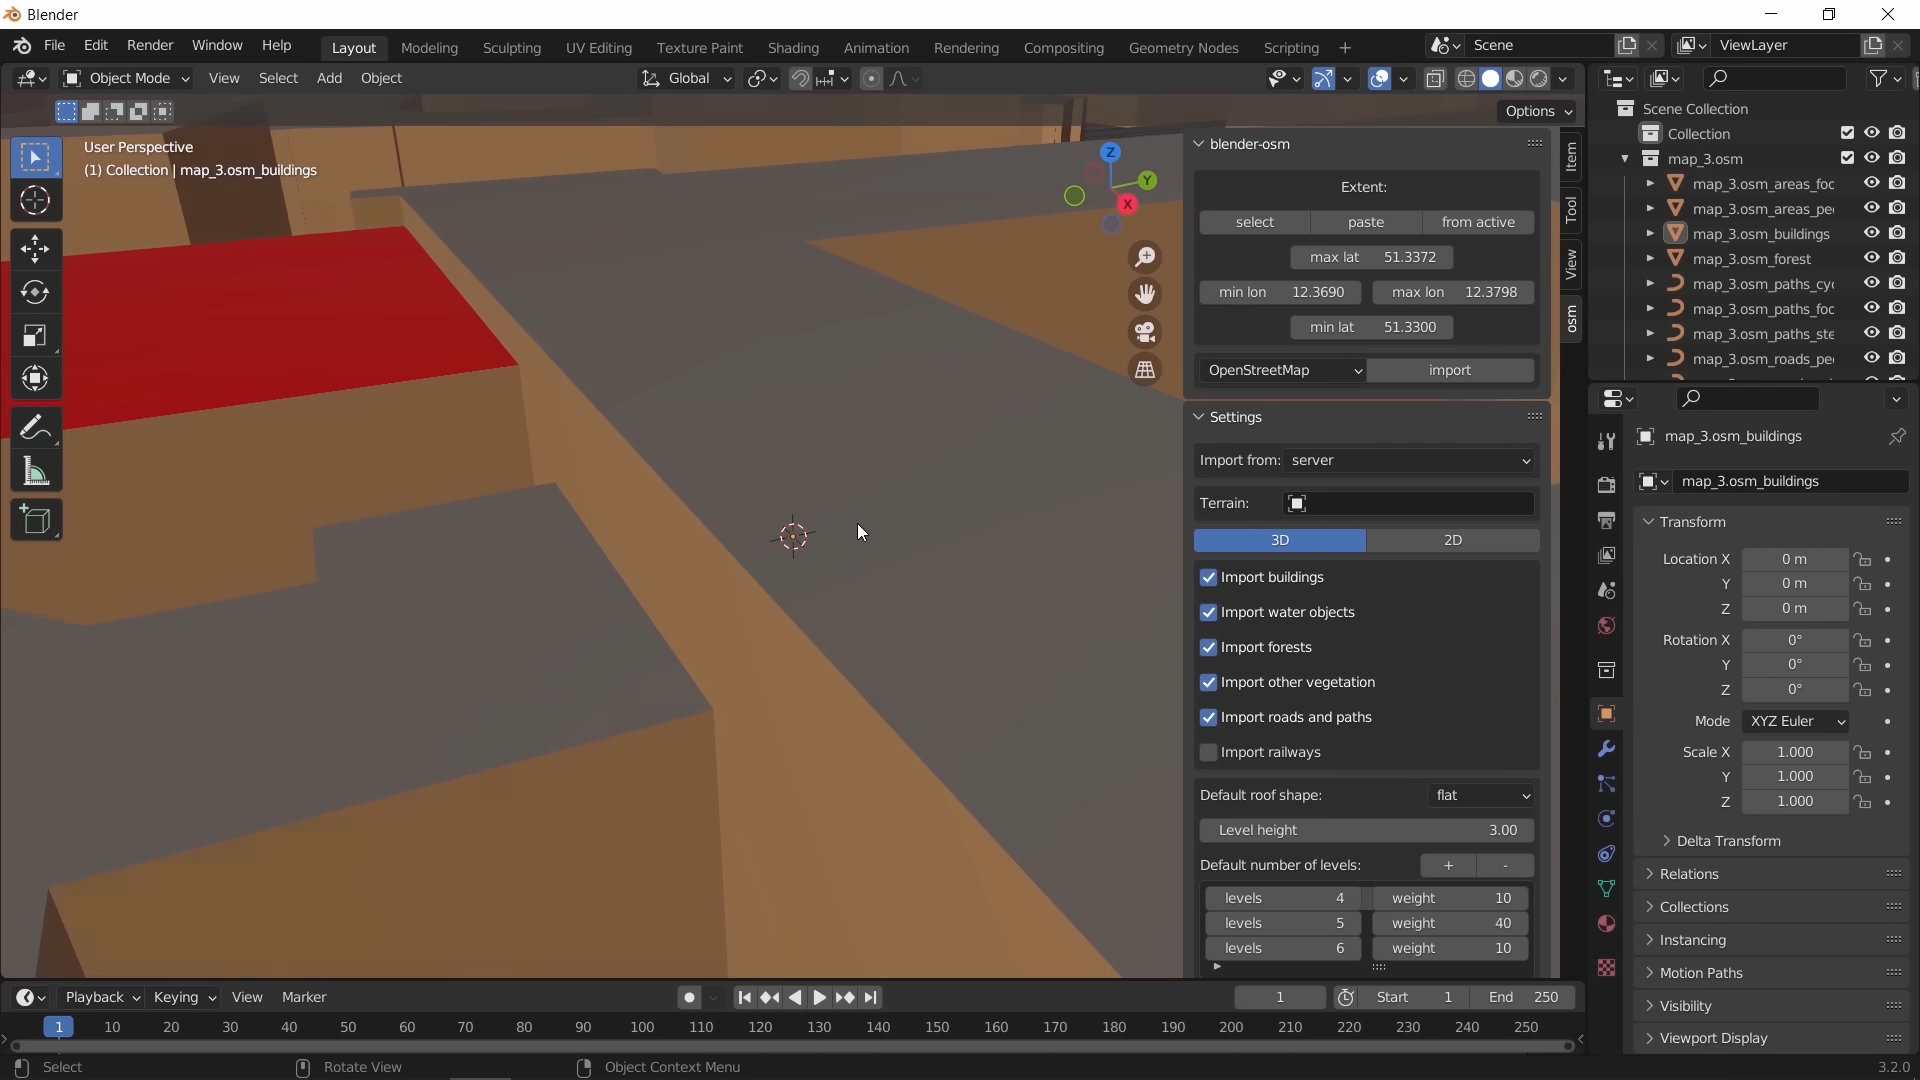 Blender
File Edit Render Window Help Layout Modeling Sculpting UV Editing Texture Paint Shading Animation Rendering Compositing Geometry Nodes Scripting + Scene ViewLayer
Object Mode View Select Add Object Global
Options
User Perspective
(1) Collection | map_3.osm_buildings
Z
Y
X
blender-osm
Extent:
select paste from active
max lat 51.3372
min lon 12.3690 max lon 12.3798
min lat 51.3300
OpenStreetMap import
Settings
Import from: server
Terrain:
3D 2D
Import buildings
Import water objects
Import forests
Import other vegetation
Import roads and paths
Import railways
Default roof shape: flat
Level height 3.00
Default number of levels: + -
levels 4 weight 10
levels 5 weight 40
levels 6 weight 10
Item
Tool
View
osm
Scene Collection
Collection
map_3.osm
map_3.osm_areas_foo
map_3.osm_areas_pe
map_3.osm_buildings
map_3.osm_forest
map_3.osm_paths_cy
map_3.osm_paths_foo
map_3.osm_paths_ste
map_3.osm_roads_pe
map_3.osm_buildings
map_3.osm_buildings
Transform
Location X 0 m
Y 0 m
Z 0 m
Rotation X 0°
Y 0°
Z 0°
Mode XYZ Euler
Scale X 1.000
Y 1.000
Z 1.000
Delta Transform
Relations
Collections
Instancing
Motion Paths
Visibility
Viewport Display
Playback Keying View Marker 1 Start 1 End 250
1 10 20 30 40 50 60 70 80 90 100 110 120 130 140 150 160 170 180 190 200 210 220 230 240 250
Select Rotate View Object Context Menu 3.2.0